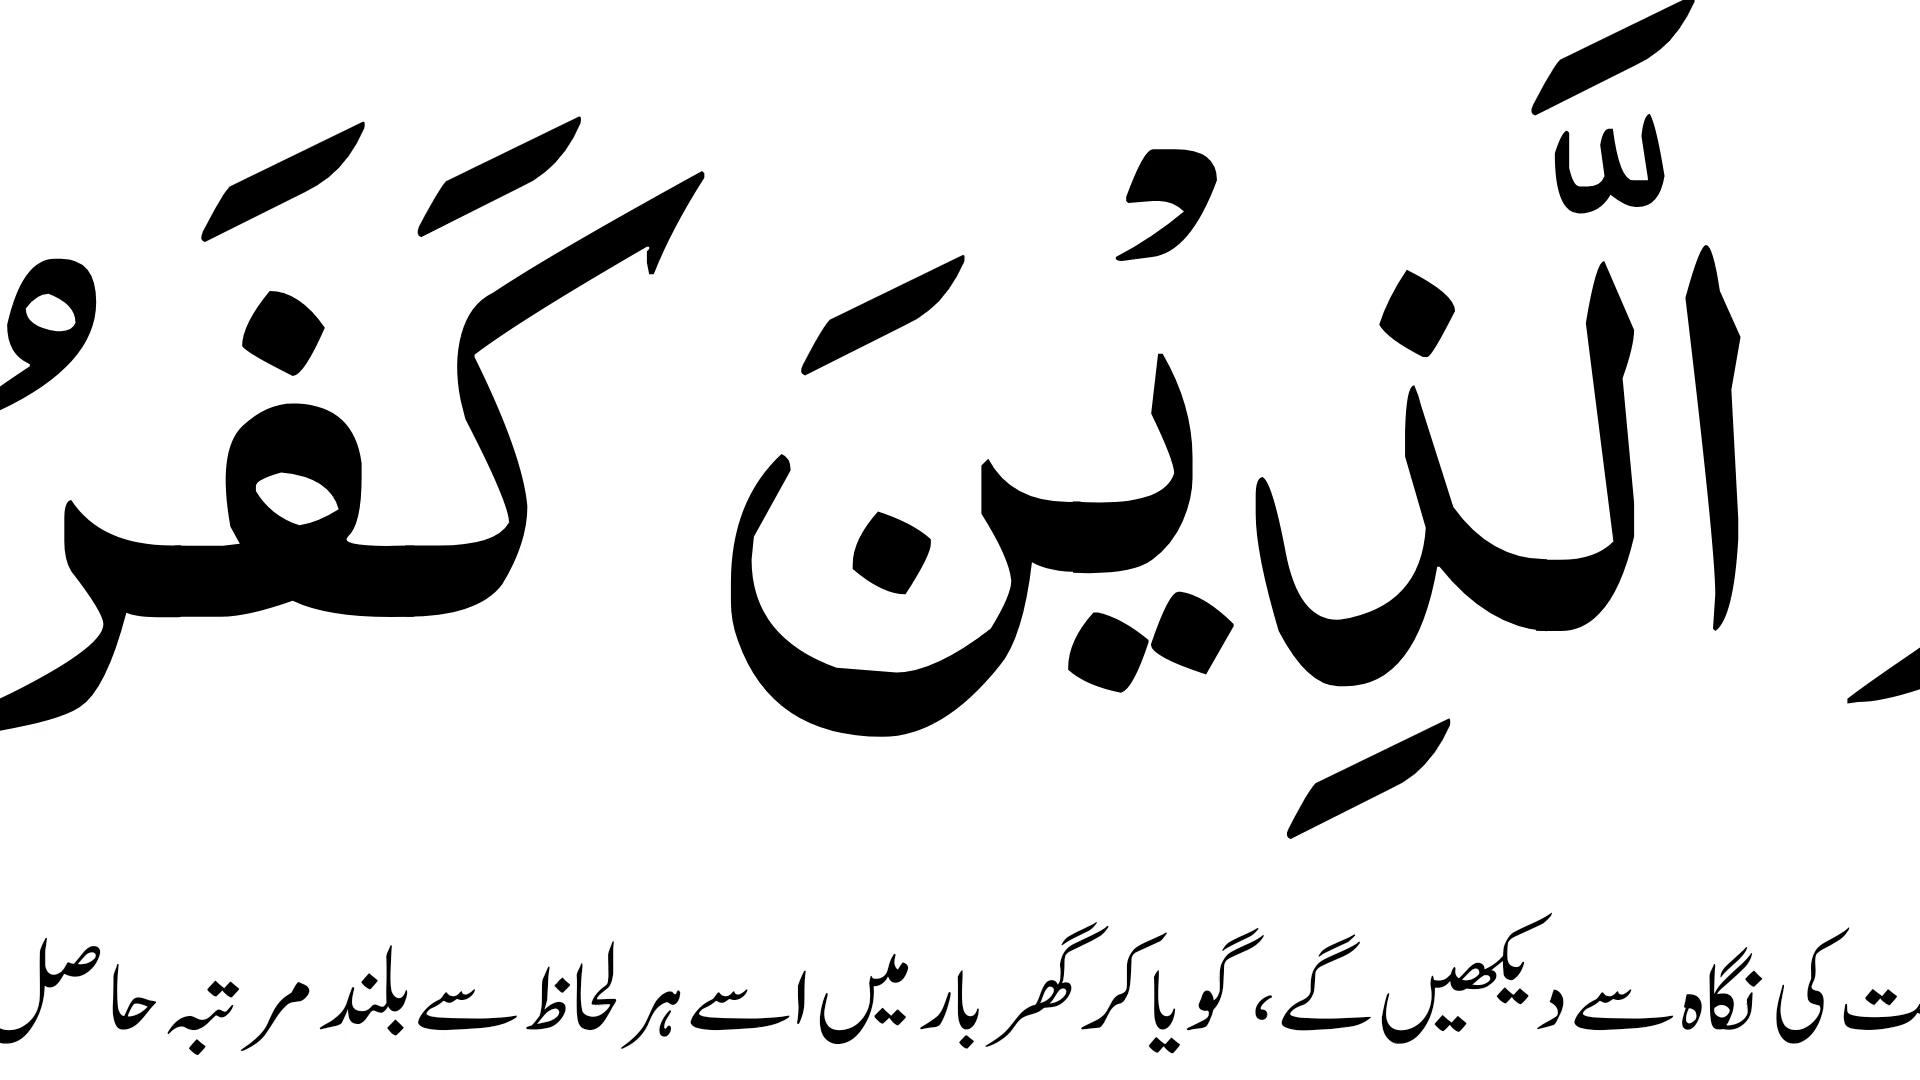 الَّذِيْنَ كَفَرُ
کی نگاہ سے دیکھیں گے، گویا کر گھر بار میں اسے ہر لحاظ سے بلند مرتبہ حاصل